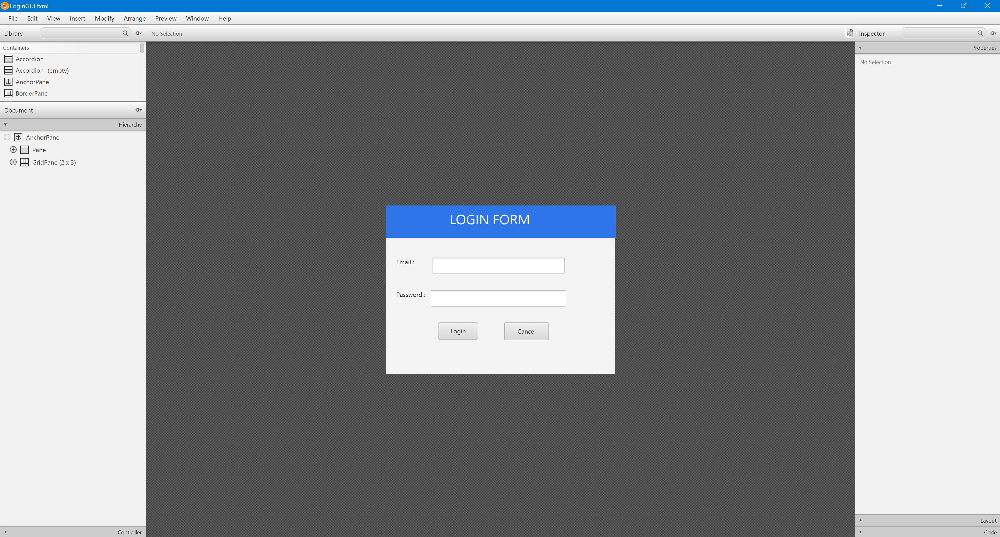 LoginGUI.fxml
File Edit View Insert Modify Arrange Preview Window Help
Library
No Selection
Inspector
Containers
Accordion
Accordion (empty)
AnchorPane
BorderPane
Document
Hierarchy
AnchorPane
Pane
GridPane (2 x 3)
Controller
LOGIN FORM
Email :
Password :
Login Cancel
Properties
No Selection
Layout
Code